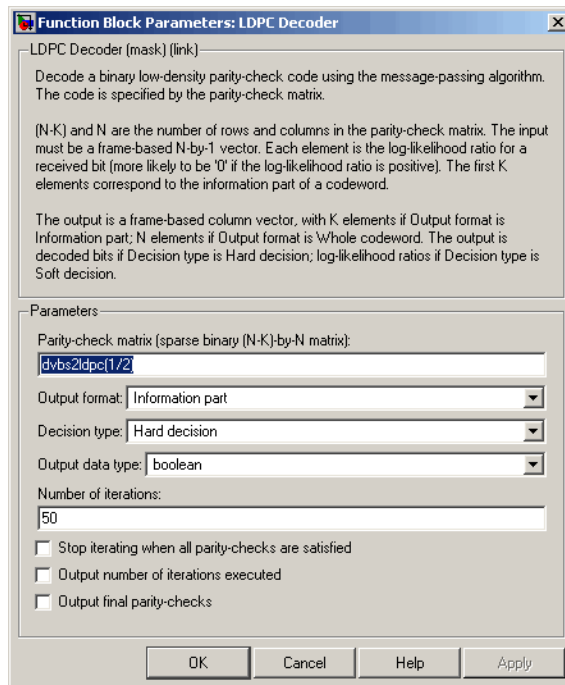 Function Block Parameters: LDPC Decoder
LDPC Decoder (mask) (link)
Decode a binary low-density parity-check code using the message-passing algorithm.
The code is specified by the parity-check matrix.
(N-K) and N are the number of rows and columns in the parity-check matrix. The input
must be a frame-based N-by-1 vector. Each element is the log-likelihood ratio for a
received bit (more likely to be '0' if the log-likelihood ratio is positive). The first K
elements correspond to the information part of a codeword.
The output is a frame-based column vector, with K elements if Output format is
Information part; N elements if Output format is Whole codeword. The output is
decoded bits if Decision type is Hard decision; log-likelihood ratios if Decision type is
Soft decision.
Parameters
Parity-check matrix (sparse binary (N-K)-by-N matrix):
dvbs2ldpc(1/2)
Output format: Information part
Decision type: Hard decision
Output data type: boolean
Number of iterations:
50
Stop iterating when all parity-checks are satisfied
Output number of iterations executed
Output final parity-checks
OK Cancel Help Apply